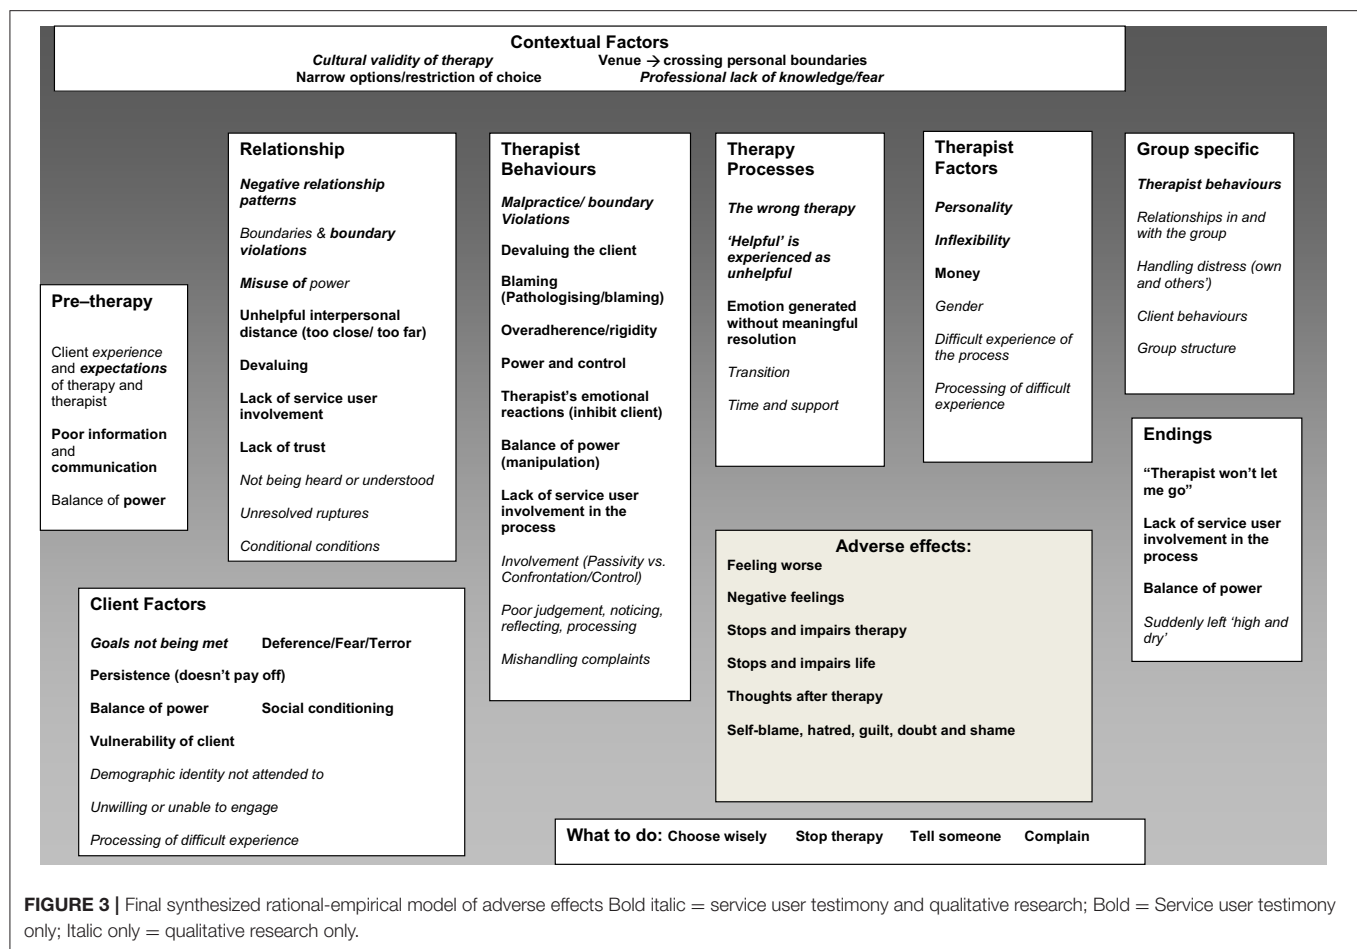 Contextual Factors
Cultural validity of therapy Venue → crossing personal boundaries
Narrow options/restriction of choice Professional lack of knowledge/fear
Pre–therapy
Client experience
and expectations
of therapy and
therapist
Poor information
and
communication
Balance of power
Relationship
Negative relationship
patterns
Boundaries & boundary
violations
Misuse of power
Unhelpful interpersonal
distance (too close/ too far)
Devaluing
Lack of service user
involvement
Lack of trust
Not being heard or understood
Unresolved ruptures
Conditional conditions
Therapist
Behaviours
Malpractice/ boundary
Violations
Devaluing the client
Blaming
(Pathologising/blaming)
Overadherence/rigidity
Power and control
Therapist's emotional
reactions (inhibit client)
Balance of power
(manipulation)
Lack of service user
involvement in the
process
Involvement (Passivity vs.
Confrontation/Control)
Poor judgement, noticing,
reflecting, processing
Mishandling complaints
Therapy
Processes
The wrong therapy
'Helpful' is
experienced as
unhelpful
Emotion generated
without meaningful
resolution
Transition
Time and support
Therapist
Factors
Personality
Inflexibility
Money
Gender
Difficult experience of
the process
Processing of difficult
experience
Group specific
Therapist behaviours
Relationships in and
with the group
Handling distress (own
and others')
Client behaviours
Group structure
Endings
"Therapist won't let
me go"
Lack of service user
involvement in the
process
Balance of power
Suddenly left 'high and
dry'
Client Factors
Goals not being met Deference/Fear/Terror
Persistence (doesn't pay off)
Balance of power Social conditioning
Vulnerability of client
Demographic identity not attended to
Unwilling or unable to engage
Processing of difficult experience
Adverse effects:
Feeling worse
Negative feelings
Stops and impairs therapy
Stops and impairs life
Thoughts after therapy
Self-blame, hatred, guilt, doubt and shame
What to do: Choose wisely Stop therapy Tell someone Complain
FIGURE 3 | Final synthesized rational-empirical model of adverse effects Bold italic = service user testimony and qualitative research; Bold = Service user testimony
only; Italic only = qualitative research only.